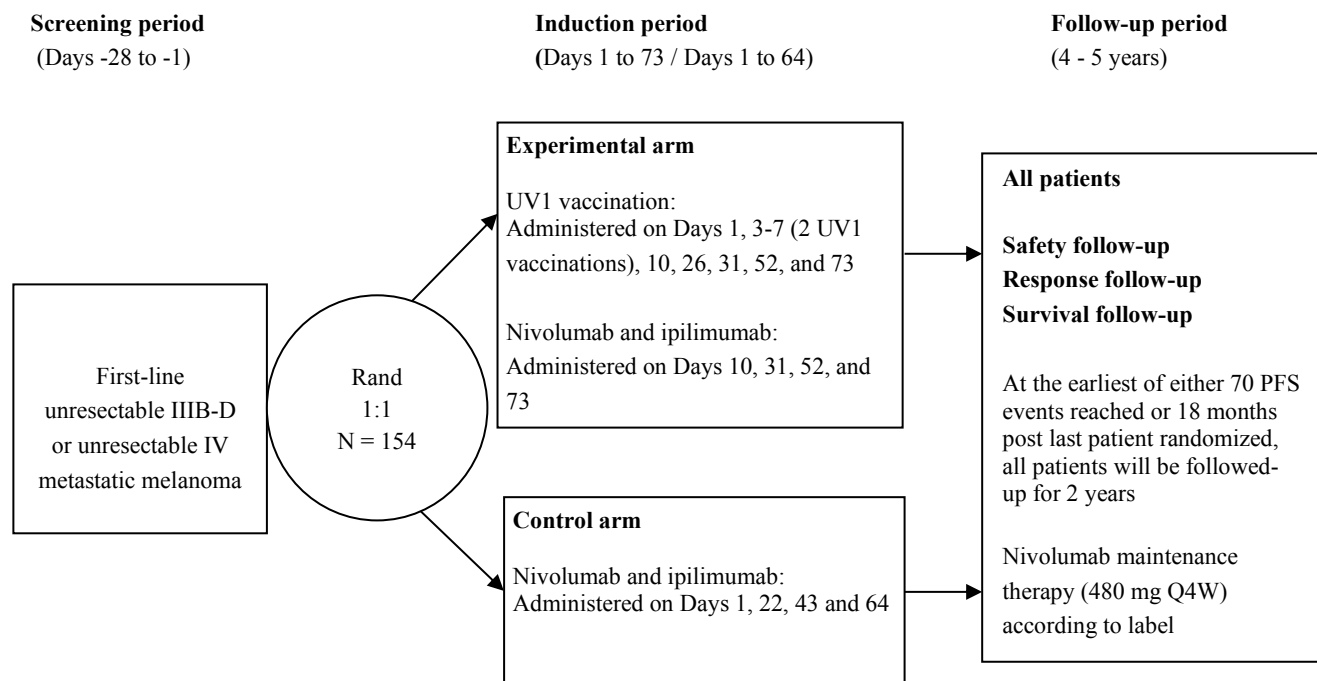 Screening period
(Days -28 to -1)
Induction period
(Days 1 to 73 / Days 1 to 64)
Follow-up period
(4 - 5 years)
First-line
unresectable IIIB-D
or unresectable IV
metastatic melanoma
Rand
1:1
N = 154
Experimental arm
UV1 vaccination:
Administered on Days 1, 3-7 (2 UV1
vaccinations), 10, 26, 31, 52, and 73
Nivolumab and ipilimumab:
Administered on Days 10, 31, 52, and
73
Control arm
Nivolumab and ipilimumab:
Administered on Days 1, 22, 43 and 64
All patients
Safety follow-up
Response follow-up
Survival follow-up
At the earliest of either 70 PFS
events reached or 18 months
post last patient randomized,
all patients will be followed-
up for 2 years
Nivolumab maintenance
therapy (480 mg Q4W)
according to label